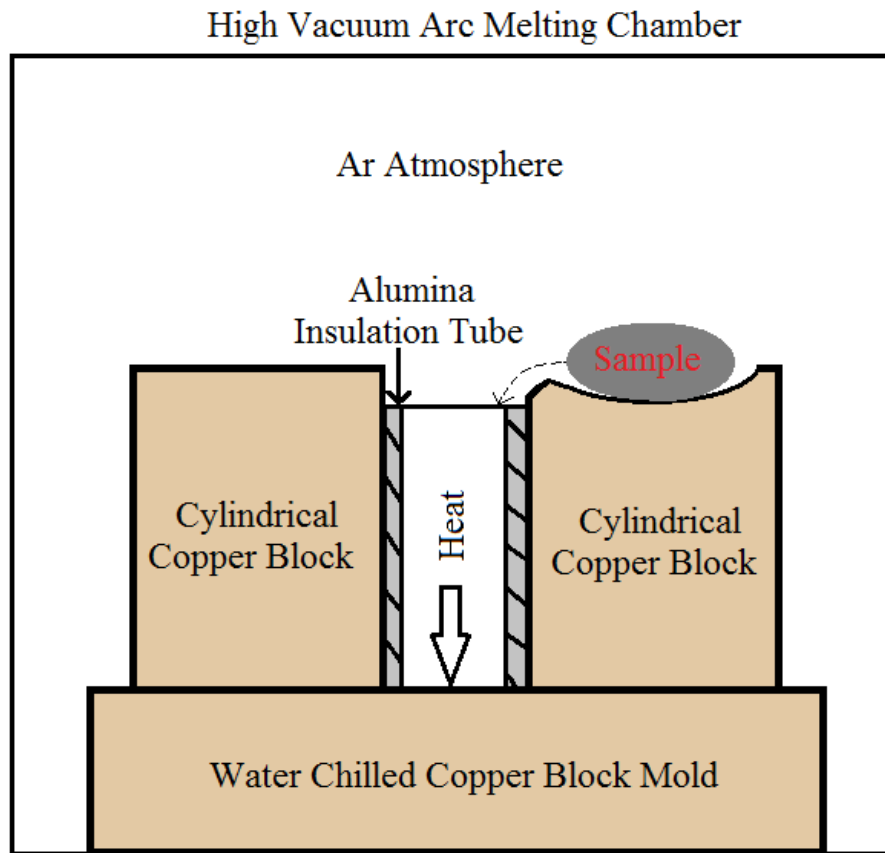 High Vacuum Arc Melting Chamber
Ar Atmosphere
Alumina
Insulation Tube
Sample
Cylindrical
Copper Block
Heat
Cylindrical
Copper Block
Water Chilled Copper Block Mold